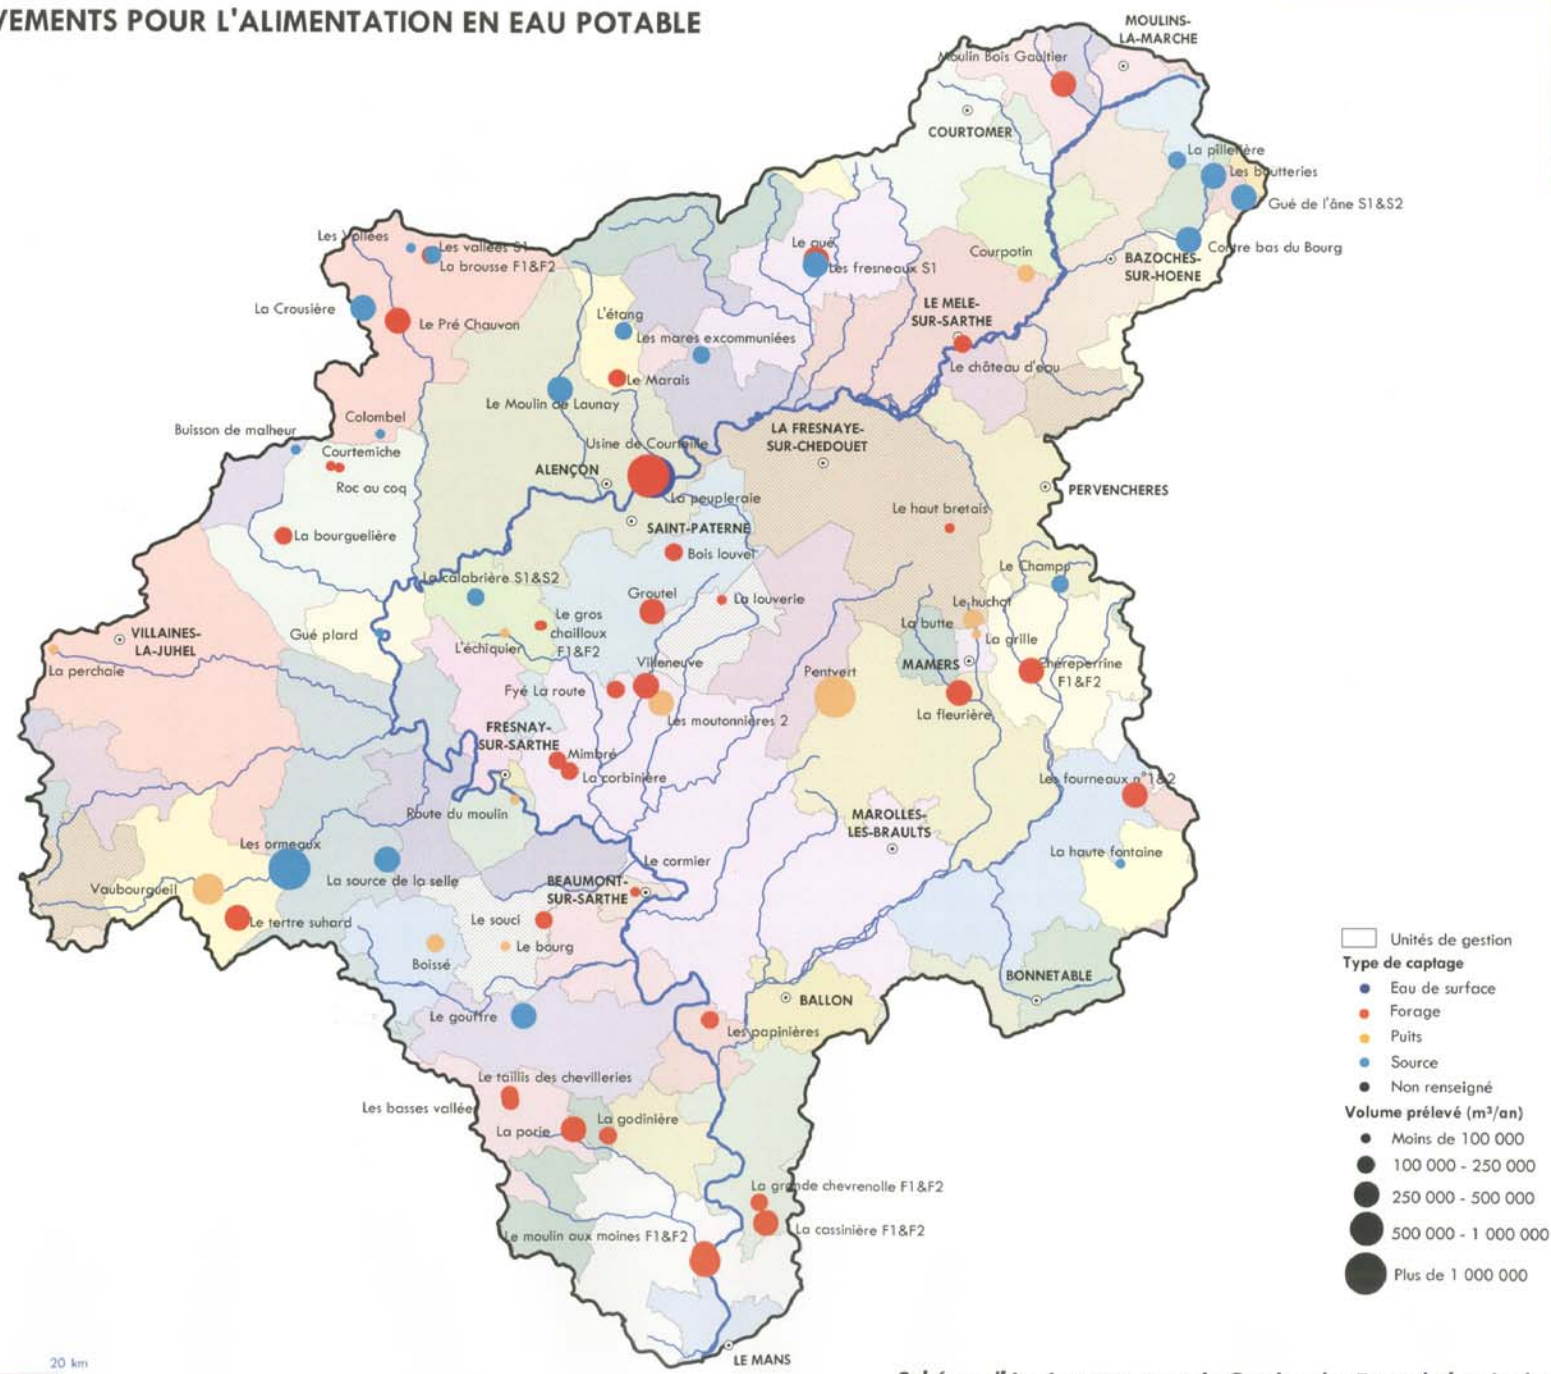 VEMENTS POUR L'ALIMENTATION EN EAU POTABLE
MOULINS-
LA-MARCHE
Moulin Bois Gaultier
COURTOMER
La pilletière
Les boutteries
Gué de l'âne S1&S2
Contre bas du Bourg
BAZOCHES-
SUR-HOENE
Courpotin
Le gué
Les fresneaux S1
LE MELE-
SUR-SARTHE
Le château d'eau
Les Vallées
Les vallées S1
La brousse F1&F2
La Crousière
Le Pré Chauvon
L'étang
Les mares excommuniées
Le Marais
Le Moulin de Launay
Colombel
Buisson de malheur
Courtemiche
Roc au coq
Usine de Courteille
ALENÇON
La peupleraie
SAINT-PATERNE
LA FRESNAYE-
SUR-CHEDOUET
PERVENCHERES
Le haut bretais
La bourguelière
Bois louvet
La calabrière S1&S2
Le Champ
Groutel
La louverie
Le gros
chailloux
F1&F2
L'échiquier
Gué plard
VILLAINES-
LA-JUHEL
La perchaie
Le huchot
La butte
La grille
MAMERS
Chéreperrine
F1&F2
Villeneuve
Pentvert
Fyé La route
Les moutonnières 2
La fleurière
FRESNAY-
SUR-SARTHE
Mimbré
La corbinière
Les fourneaux n°1&2
Route du moulin
MAROLLES-
LES-BRAULTS
Les ormeaux
La source de la selle
Le cormier
La haute fontaine
Vaubourgueil
BEAUMONT-
SUR-SARTHE
Le tertre suhard
Le souci
Le bourg
Boissé
BONNETABLE
BALLON
Le gouffre
Les papinières
Le taillis des chevilleries
Les basses vallée
La godinière
La porie
La grande chevrenolle F1&F2
La cassinière F1&F2
Le moulin aux moines F1&F2
LE MANS
20 km
Unités de gestion
Type de captage
Eau de surface
Forage
Puits
Source
Non renseigné
Volume prélevé (m³/an)
Moins de 100 000
100 000 - 250 000
250 000 - 500 000
500 000 - 1 000 000
Plus de 1 000 000